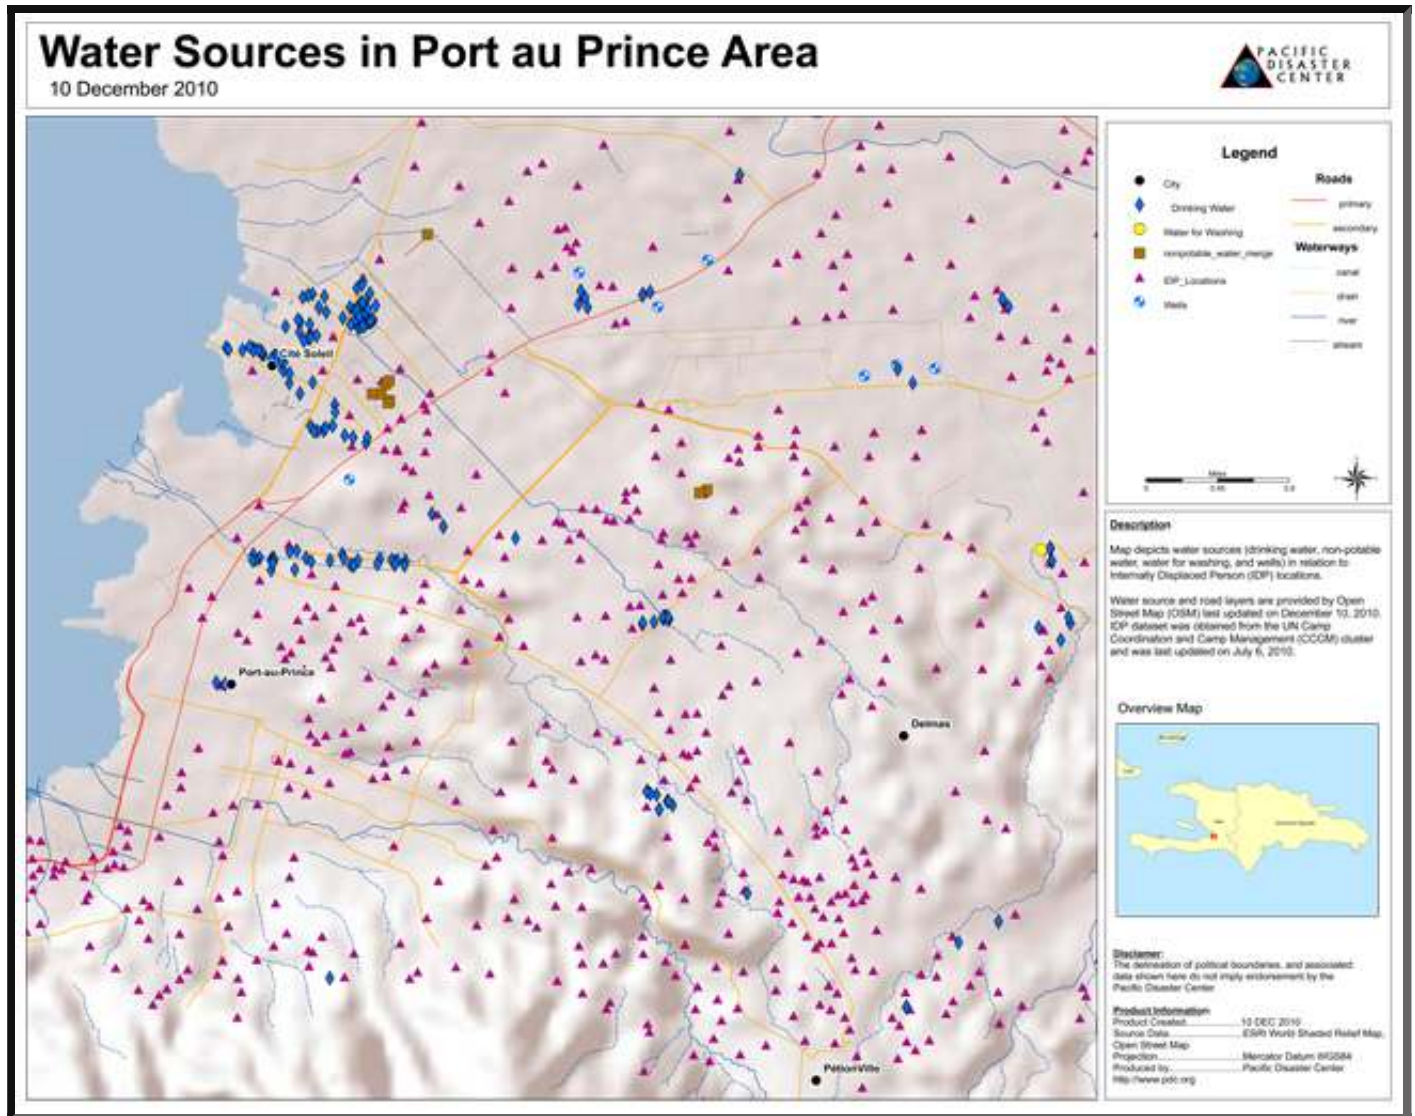 Water Sources in Port au Prince Area
10 December 2010
PACIFIC
DISASTER
CENTER
Cité Soleil
Port-au-Prince
Delmas
PétionVille
Legend
City
Drinking Water
Water for Washing
nonpotable_water_merge
IDP_Locations
Wells
Roads
primary
secondary
Waterways
canal
drain
river
stream
Miles
0 0.45 0.9
Description
Map depicts water sources (drinking water, non-potable
water, water for washing, and wells) in relation to
Internally Displaced Person (IDP) locations.
Water source and road layers are provided by Open
Street Map (OSM) last updated on December 10, 2010.
IDP dataset was obtained from the UN Camp
Coordination and Camp Management (CCCM) cluster
and was last updated on July 6, 2010.
Overview Map
Disclaimer:
The delineation of political boundaries, and associated
data shown here do not imply endorsement by the
Pacific Disaster Center
Product Information
Product Created 10 DEC 2010
Source Data ESRI World Shaded Relief Map,
Open Street Map
Projection Mercator Datum WGS84
Produced by Pacific Disaster Center
http://www.pdc.org